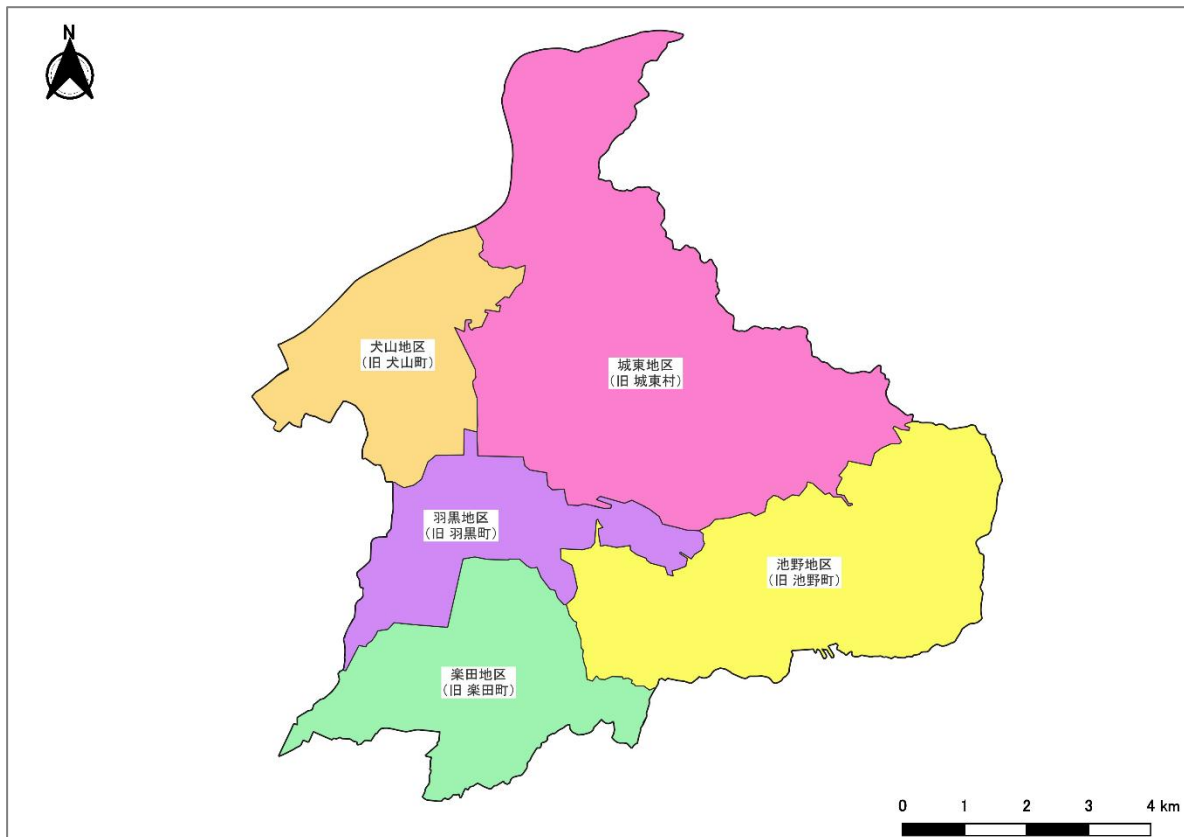 N
犬山地区
（旧 犬山町）
城東地区
（旧 城東村）
羽黒地区
（旧 羽黒町）
池野地区
（旧 池野町）
楽田地区
（旧 楽田町）
0 1 2 3 4 km